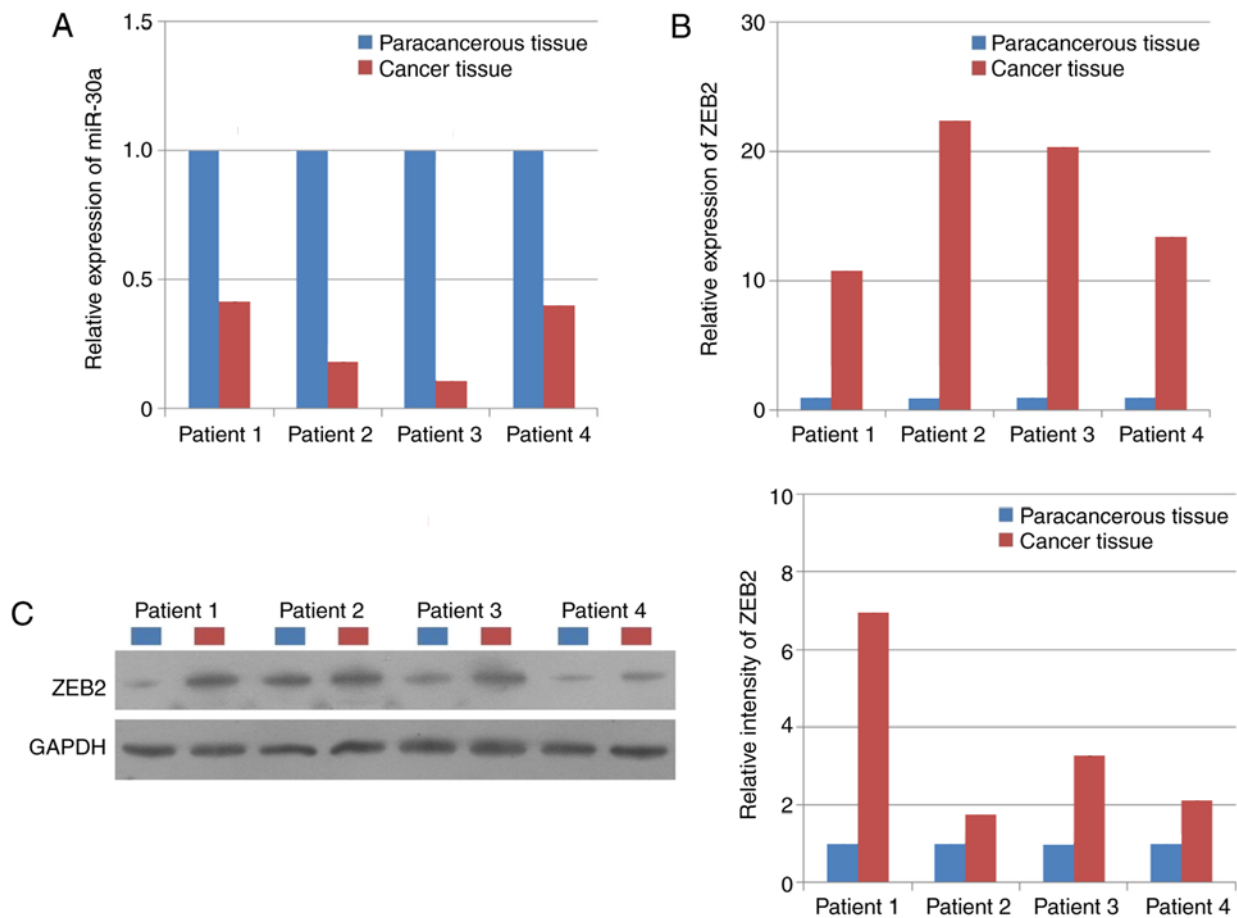 A
Relative expression of miR-30a
1.5
1.0
0.5
0
Paracancerous tissue
Cancer tissue
Patient 1 Patient 2 Patient 3 Patient 4
B
Relative expression of ZEB2
30
20
10
0
Paracancerous tissue
Cancer tissue
Patient 1 Patient 2 Patient 3 Patient 4
C
Patient 1 Patient 2 Patient 3 Patient 4
ZEB2
GAPDH
Relative intensity of ZEB2
10
8
6
4
2
0
Paracancerous tissue
Cancer tissue
Patient 1 Patient 2 Patient 3 Patient 4